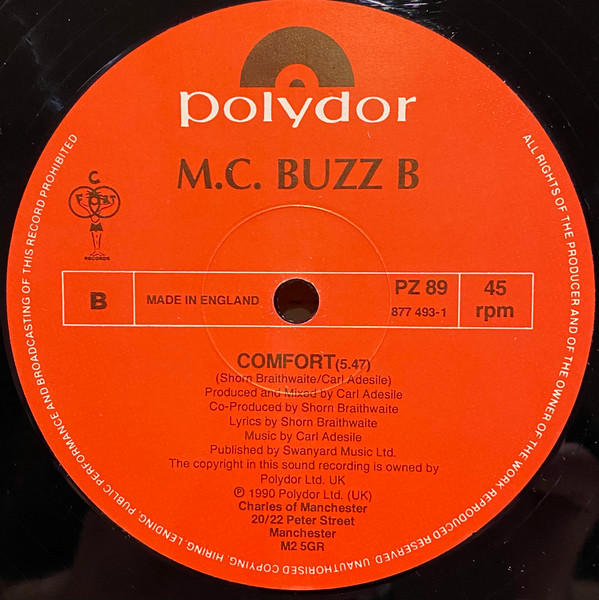 polydor
M.C. BUZZ B
C
RECORDS
B
MADE IN ENGLAND
PZ 89
877 493-1
45
rpm
COMFORT(5.47)
(Shorn Braithwaite/Carl Adesile)
Produced and Mixed by Carl Adesile
Co-Produced by Shorn Braithwaite
Lyrics by Shorn Braithwaite
Music by Carl Adesile
Published by Swanyard Music Ltd.
The copyright in this sound recording is owned by
Polydor Ltd. UK
℗ 1990 Polydor Ltd. (UK)
Charles of Manchester
20/22 Peter Street
Manchester
M2 5GR
ALL RIGHTS OF THE PRODUCER AND OF THE OWNER OF THE WORK REPRODUCED RESERVED. UNAUTHORISED COPYING, HIRING, LENDING, PUBLIC PERFORMANCE AND BROADCASTING OF THIS RECORD PROHIBITED